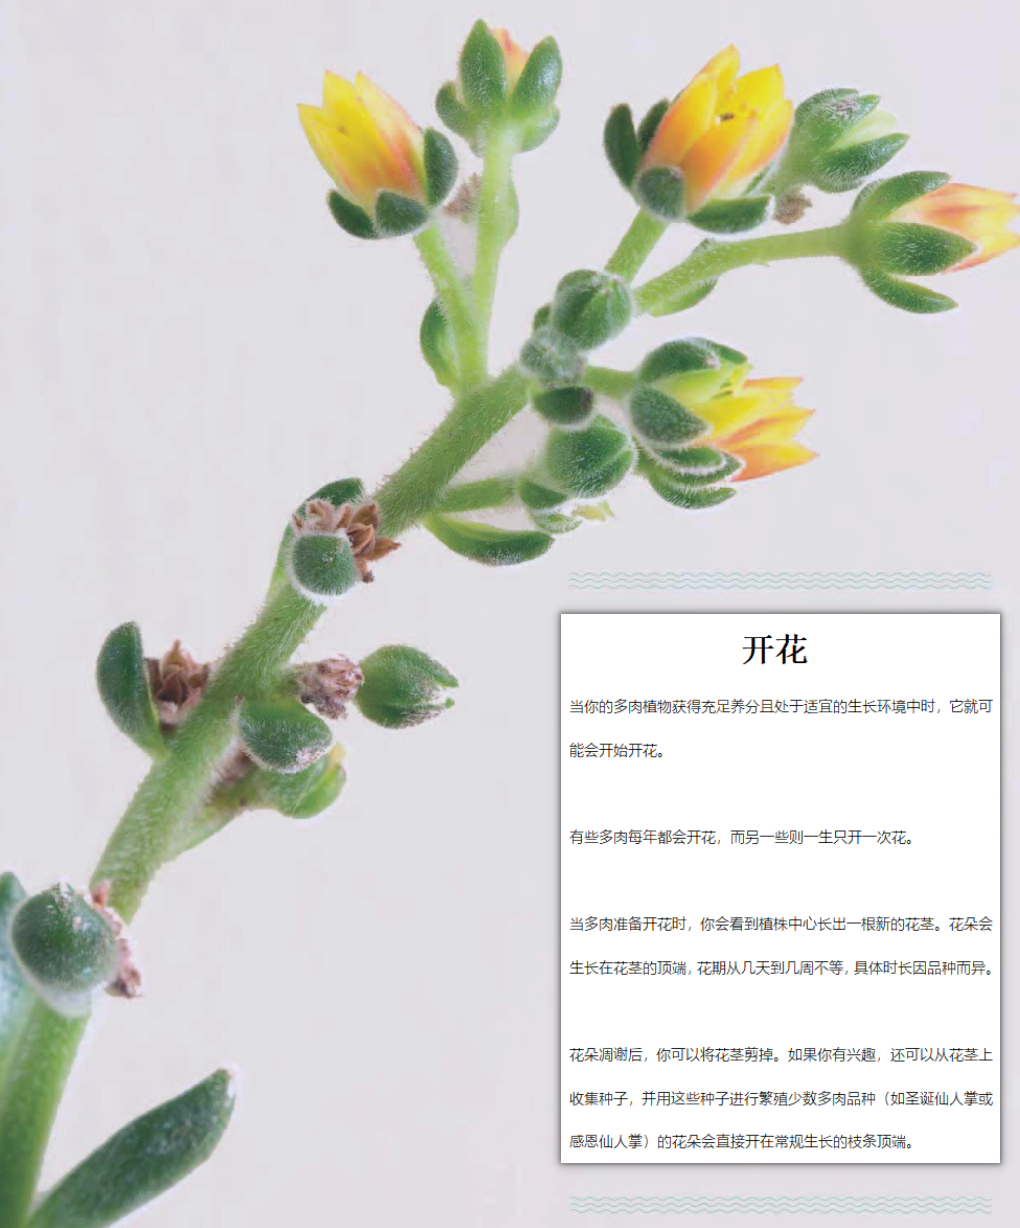 开花
当你的多肉植物获得充足养分且处于适宜的生长环境中时，它就可
能会开始开花。
有些多肉每年都会开花，而另一些则一生只开一次花。
当多肉准备开花时，你会看到植株中心长出一根新的花茎。花朵会
生长在花茎的顶端，花期从几天到几周不等，具体时长因品种而异。
花朵凋谢后，你可以将花茎剪掉。如果你有兴趣，还可以从花茎上
收集种子，并用这些种子进行繁殖少数多肉品种（如圣诞仙人掌或
感恩仙人掌）的花朵会直接开在常规生长的枝条顶端。